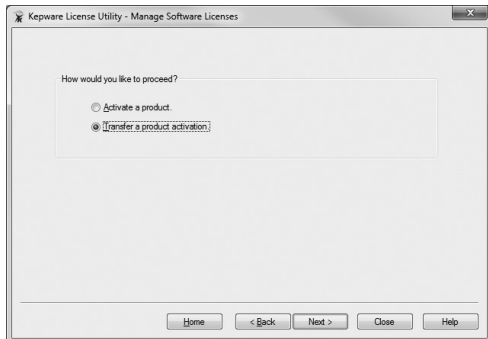 Kepware License Utility - Manage Software Licenses
How would you like to proceed?
Activate a product.
Transfer a product activation.
Home < Back Next > Close Help